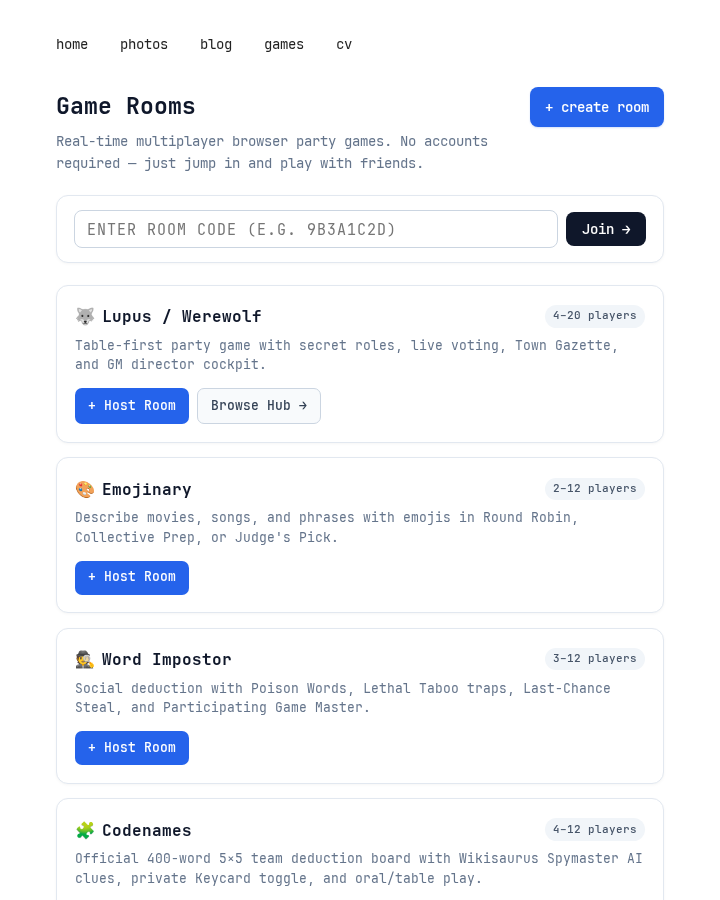 home photos blog games cv
Game Rooms
+ create room
Real-time multiplayer browser party games. No accounts
required — just jump in and play with friends.
ENTER ROOM CODE (E.G. 9B3A1C2D)
Join →
🐺 Lupus / Werewolf
4–20 players
Table-first party game with secret roles, live voting, Town Gazette,
and GM director cockpit.
+ Host Room
Browse Hub →
🎨 Emojinary
2–12 players
Describe movies, songs, and phrases with emojis in Round Robin,
Collective Prep, or Judge's Pick.
+ Host Room
🕵️ Word Impostor
3–12 players
Social deduction with Poison Words, Lethal Taboo traps, Last-Chance
Steal, and Participating Game Master.
+ Host Room
🧩 Codenames
4–12 players
Official 400-word 5×5 team deduction board with Wikisaurus Spymaster AI
clues, private Keycard toggle, and oral/table play.